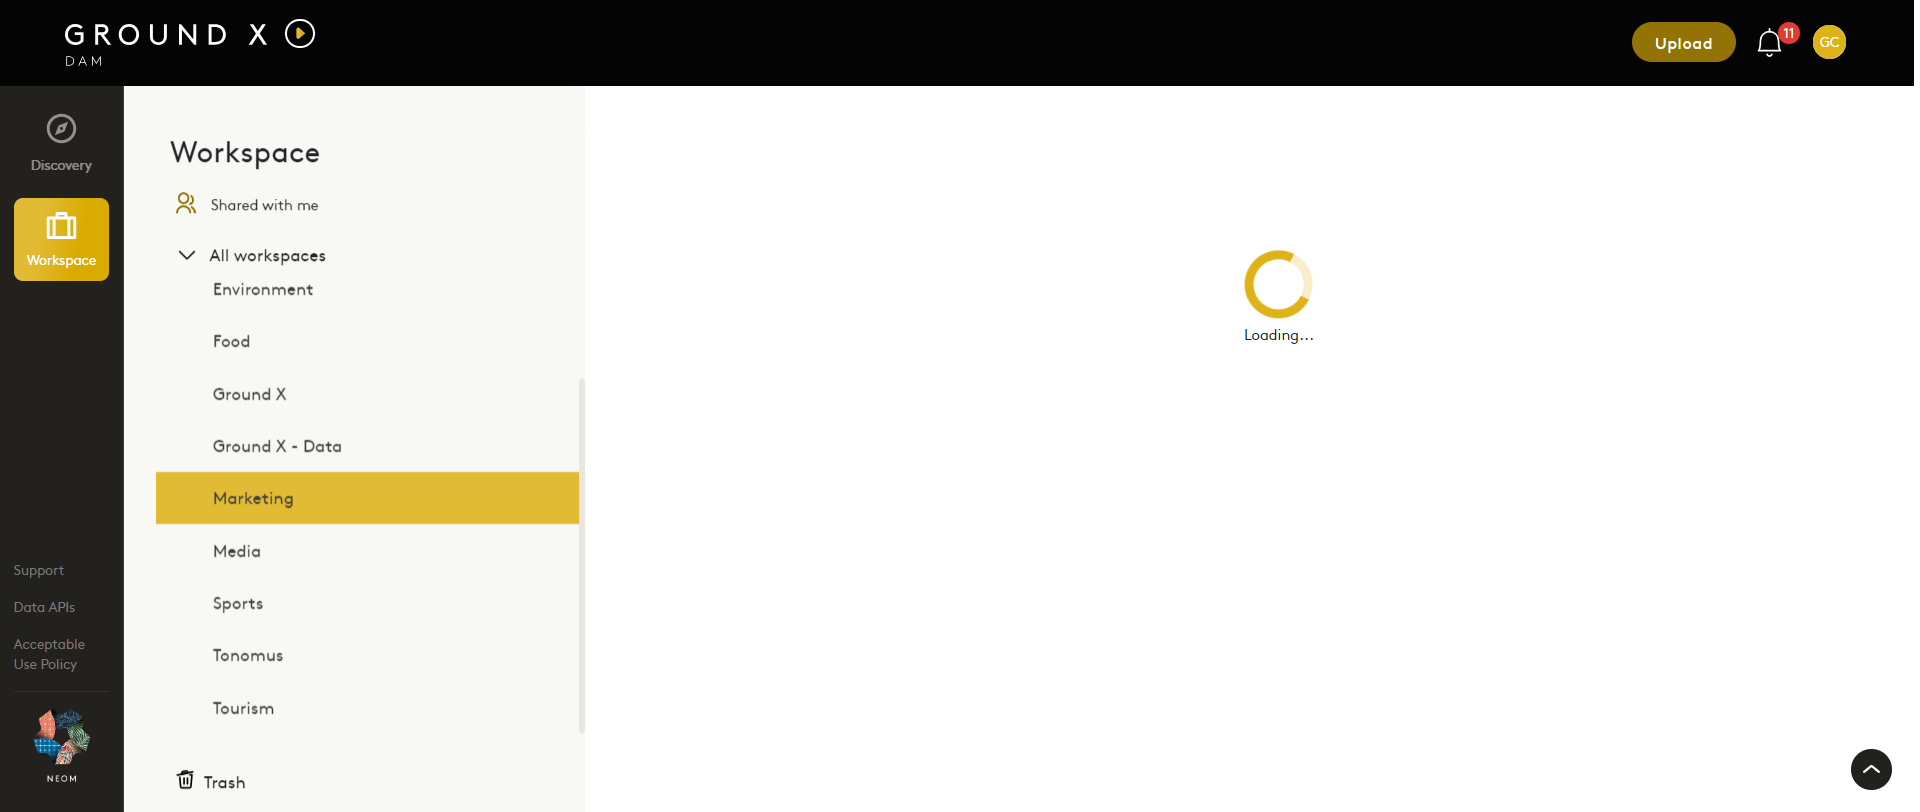 GROUND X
DAM
Upload
11
GC
Discovery
Workspace
Support
Data APIs
Acceptable
Use Policy
NEOM
Workspace
Shared with me
All workspaces
Environment
Food
Ground X
Ground X - Data
Marketing
Media
Sports
Tonomus
Tourism
Trash
Loading...